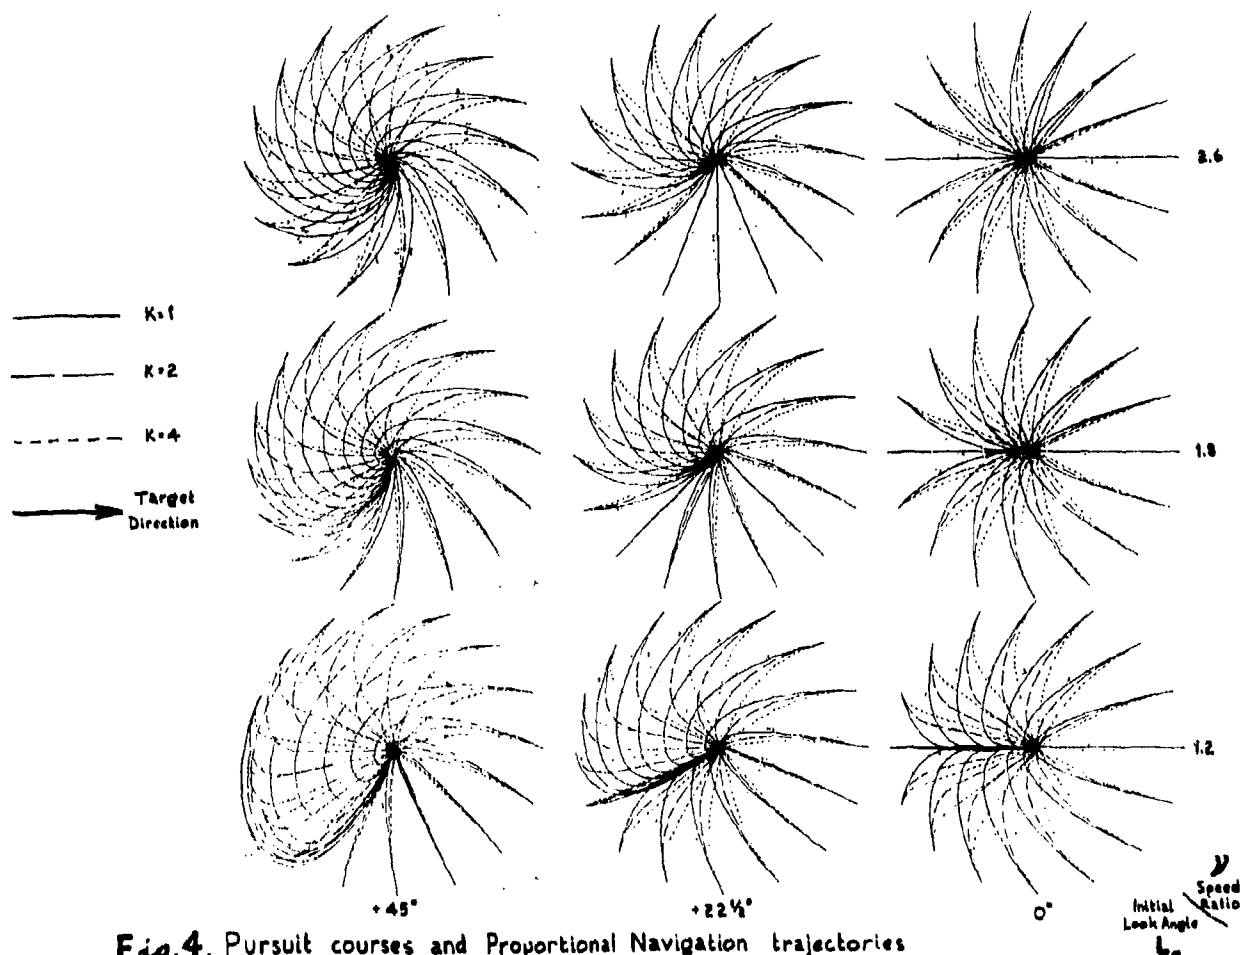 2.6
K=1
K=2
K=4
1.8
Target
Direction
1.2
+45°
+22½°
0°
ν
Speed
Ratio
Initial
Look Angle
Fig.4. Pursuit courses and Proportional Navigation trajectories